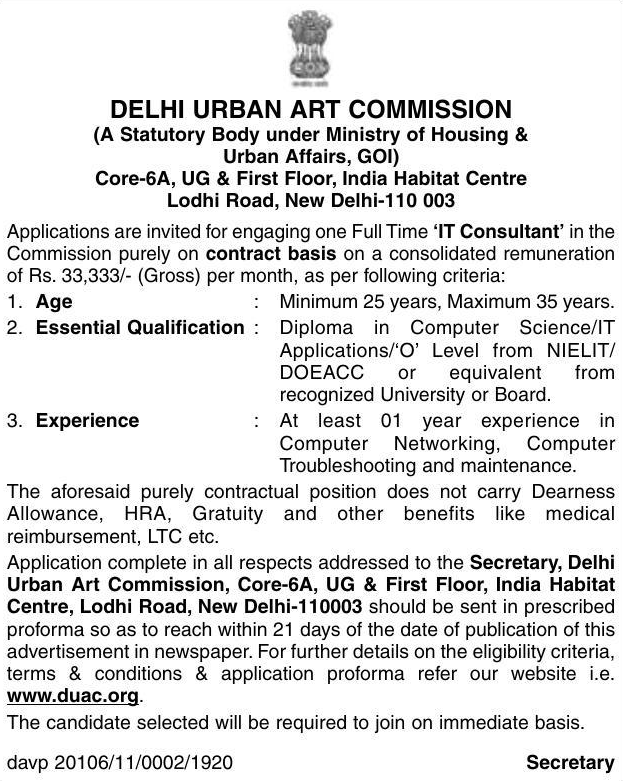 DELHI URBAN ART COMMISSION
(A Statutory Body under Ministry of Housing &
Urban Affairs, GOI)
Core-6A, UG & First Floor, India Habitat Centre
Lodhi Road, New Delhi-110 003
Applications are invited for engaging one Full Time ‘IT Consultant’ in the
Commission purely on contract basis on a consolidated remuneration
of Rs. 33,333/- (Gross) per month, as per following criteria:
1. Age : Minimum 25 years, Maximum 35 years.
2. Essential Qualification : Diploma in Computer Science/IT
Applications/‘O’ Level from NIELIT/
DOEACC or equivalent from
recognized University or Board.
3. Experience : At least 01 year experience in
Computer Networking, Computer
Troubleshooting and maintenance.
The aforesaid purely contractual position does not carry Dearness
Allowance, HRA, Gratuity and other benefits like medical
reimbursement, LTC etc.
Application complete in all respects addressed to the Secretary, Delhi
Urban Art Commission, Core-6A, UG & First Floor, India Habitat
Centre, Lodhi Road, New Delhi-110003 should be sent in prescribed
proforma so as to reach within 21 days of the date of publication of this
advertisement in newspaper. For further details on the eligibility criteria,
terms & conditions & application proforma refer our website i.e.
www.duac.org.
The candidate selected will be required to join on immediate basis.
davp 20106/11/0002/1920 Secretary